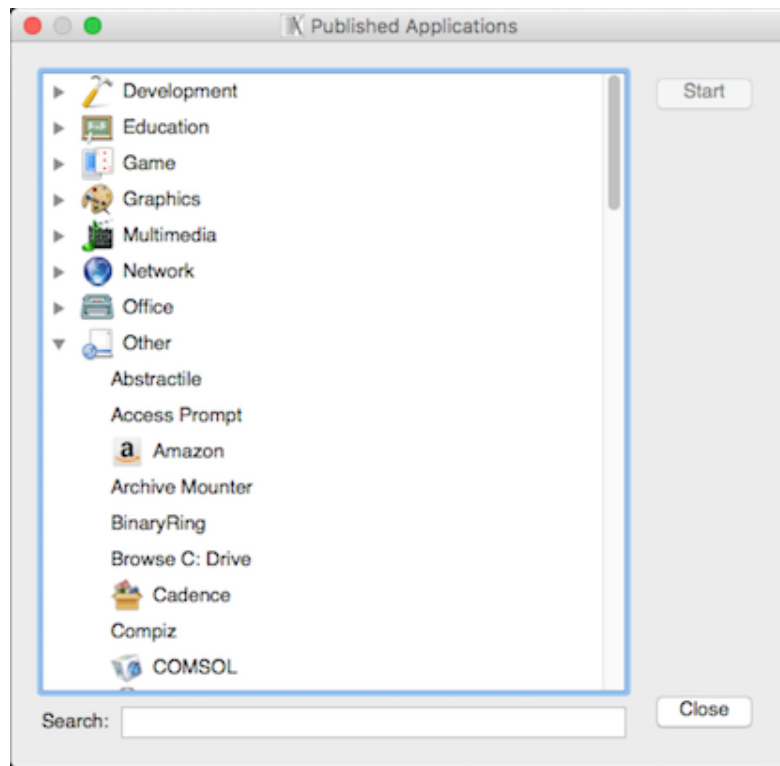 Published Applications
Development
Start
Education
Game
Graphics
Multimedia
Network
Office
Other
Abstractile
Access Prompt
a Amazon
Archive Mounter
BinaryRing
Browse C: Drive
Cadence
Compiz
COMSOL
Search:
Close